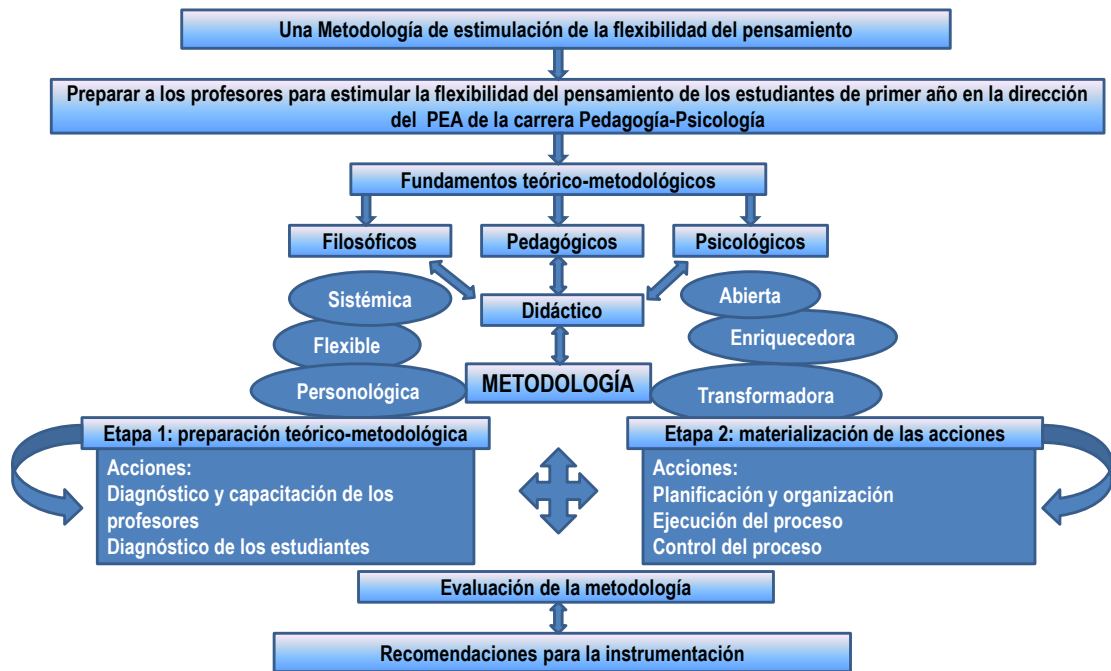 Una Metodología de estimulación de la flexibilidad del pensamiento
Preparar a los profesores para estimular la flexibilidad del pensamiento de los estudiantes de primer año en la dirección
del PEA de la carrera Pedagogía-Psicología
Fundamentos teórico-metodológicos
Filosóficos
Pedagógicos
Psicológicos
Sistémica
Abierta
Didáctico
Flexible
Enriquecedora
Personológica
METODOLOGÍA
Transformadora
Etapa 1: preparación teórico-metodológica
Acciones:
Diagnóstico y capacitación de los
profesores
Diagnóstico de los estudiantes
Etapa 2: materialización de las acciones
Acciones:
Planificación y organización
Ejecución del proceso
Control del proceso
Evaluación de la metodología
Recomendaciones para la instrumentación